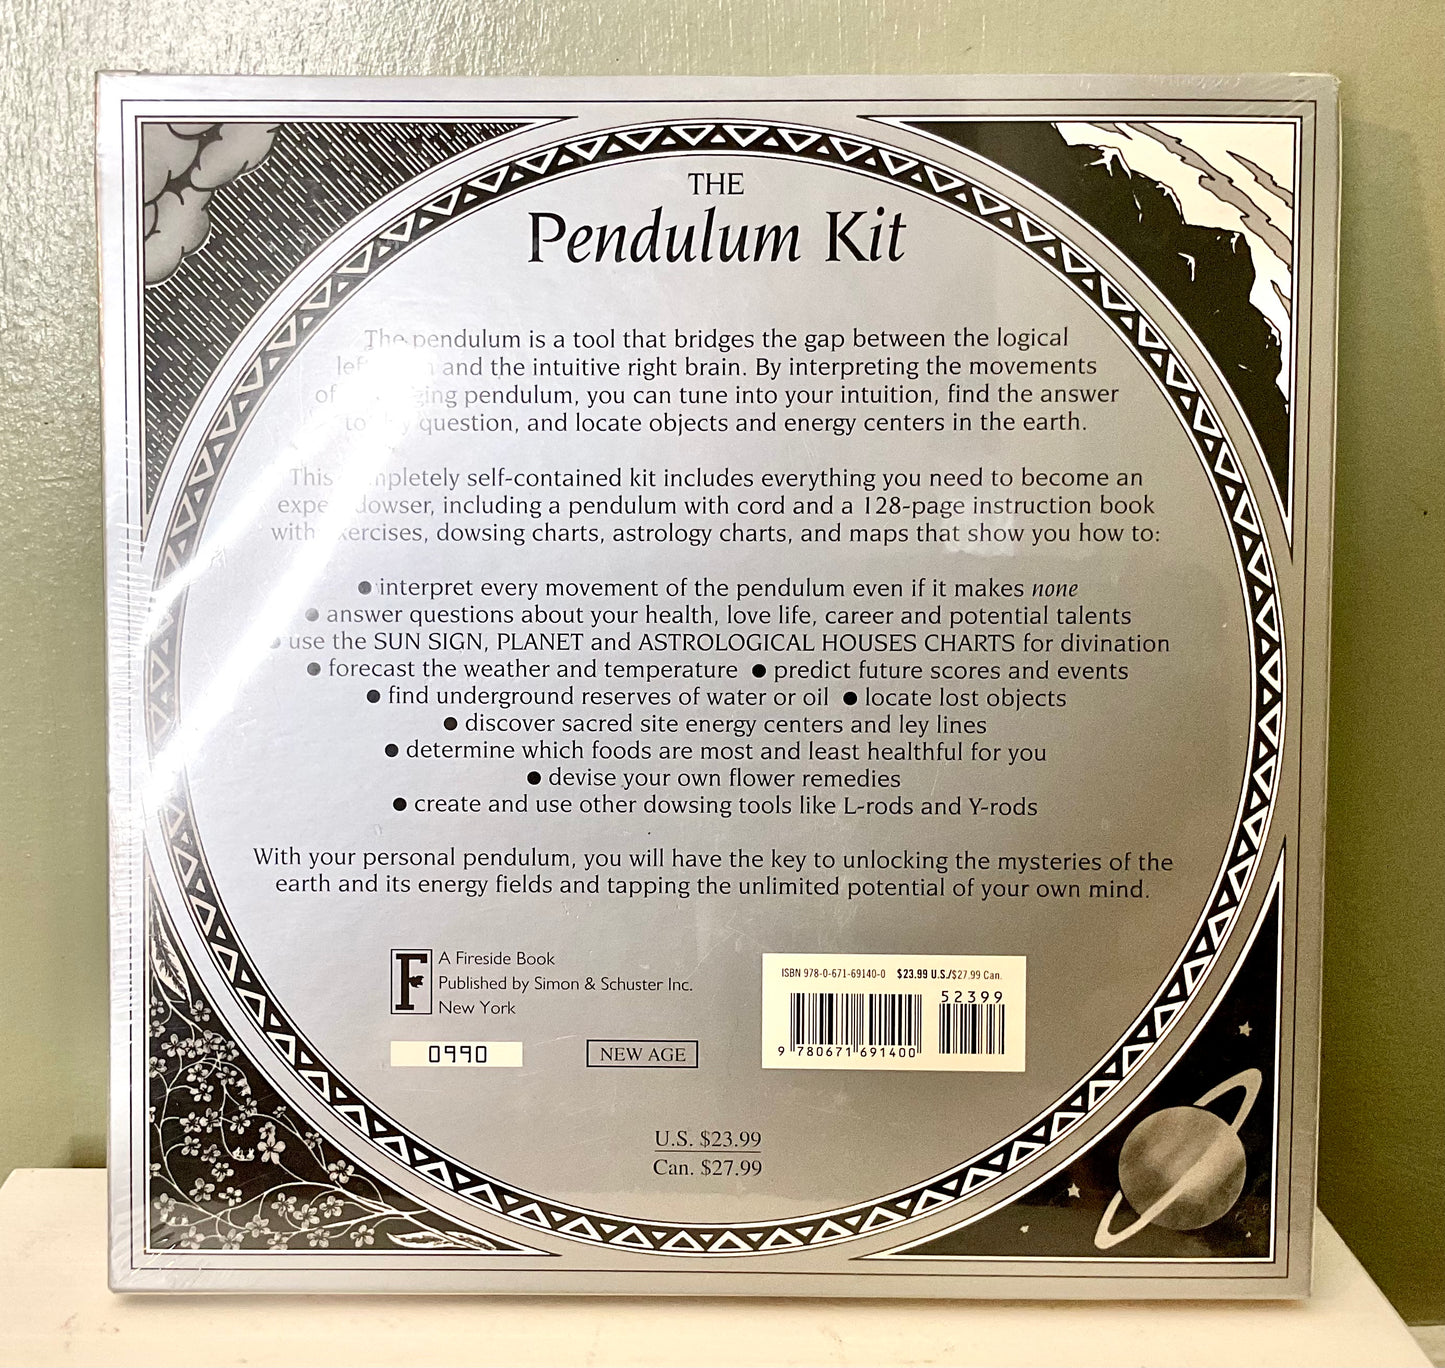 THE
Pendulum Kit
The pendulum is a tool that bridges the gap between the logical
and the intuitive right brain. By interpreting the movements
of pendulum, you can tune into your intuition, find the answer
to question, and locate objects and energy centers in the earth.
This completely self-contained kit includes everything you need to become an
dowser, including a pendulum with cord and a 128-page instruction book
with exercises, dowsing charts, astrology charts, and maps that show you how to:
● interpret every movement of the pendulum even if it makes none
● answer questions about your health, love life, career and potential talents
● use the SUN SIGN, PLANET and ASTROLOGICAL HOUSES CHARTS for divination
● forecast the weather and temperature ● predict future scores and events
● find underground reserves of water or oil ● locate lost objects
● discover sacred site energy centers and ley lines
● determine which foods are most and least healthful for you
● devise your own flower remedies
● create and use other dowsing tools like L-rods and Y-rods
With your personal pendulum, you will have the key to unlocking the mysteries of the
earth and its energy fields and tapping the unlimited potential of your own mind.
F
A Fireside Book
Published by Simon & Schuster Inc.
New York
0990
NEW AGE
ISBN 978-0-671-69140-0 $23.99 U.S./$27.99 Can.
52399
9 780671 691400
U.S. $23.99
Can. $27.99